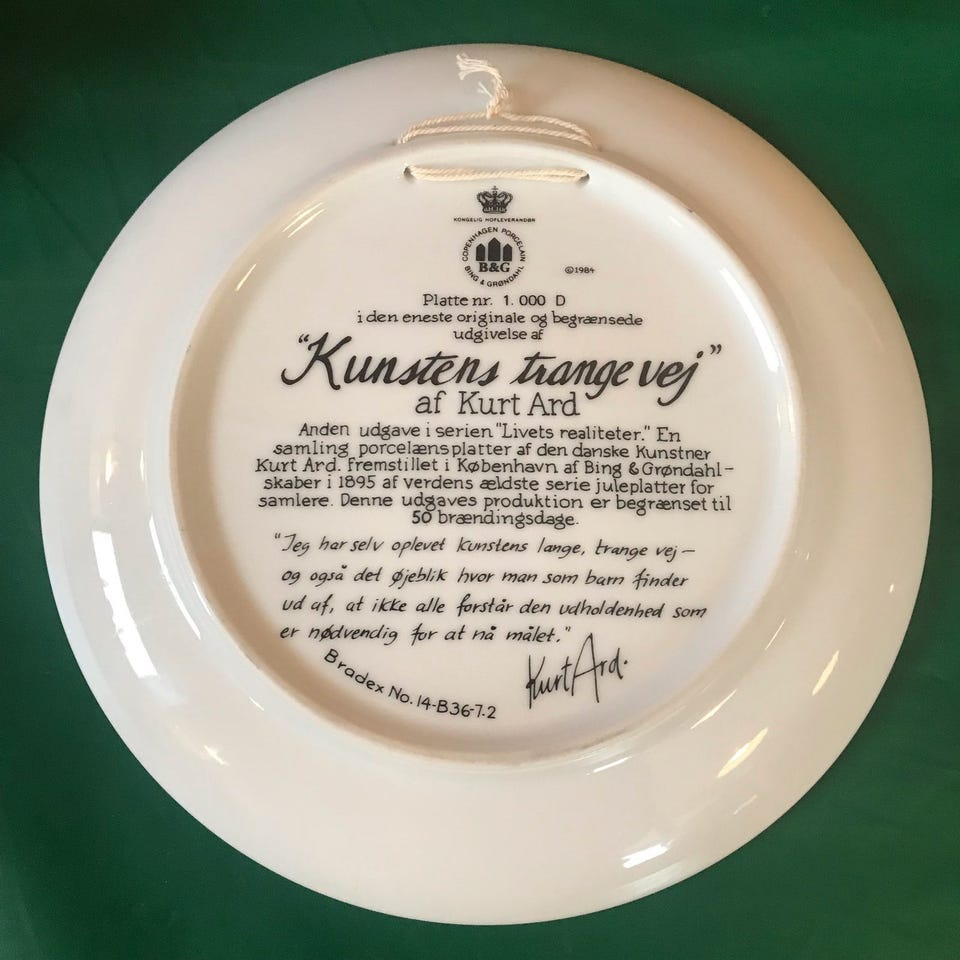 KONGELIG HOFLEVERANDØR
COPENHAGEN PORCELAIN
B&G
BING & GRØNDAHL
©1984
Platte nr. 1.000 D
i den eneste originale og begrænsede
udgivelse af
"Kunstens trange vej"
af Kurt Ard
Anden udgave i serien "Livets realiteter." En
samling porcelænsplatter af den danske Kunstner
Kurt Ard. Fremstillet i København af Bing & Grøndahl-
skaber i 1895 af verdens ældste serie juleplatter for
samlere. Denne udgaves produktion er begrænset til
50 brændingsdage.
"Jeg har selv oplevet kunstens lange, trange vej –
og også det øjeblik hvor man som barn finder
ud af, at ikke alle forstår den udholdenhed som
er nødvendig for at nå målet."
Kurt Ard.
Bradex No. 14-B36-7.2